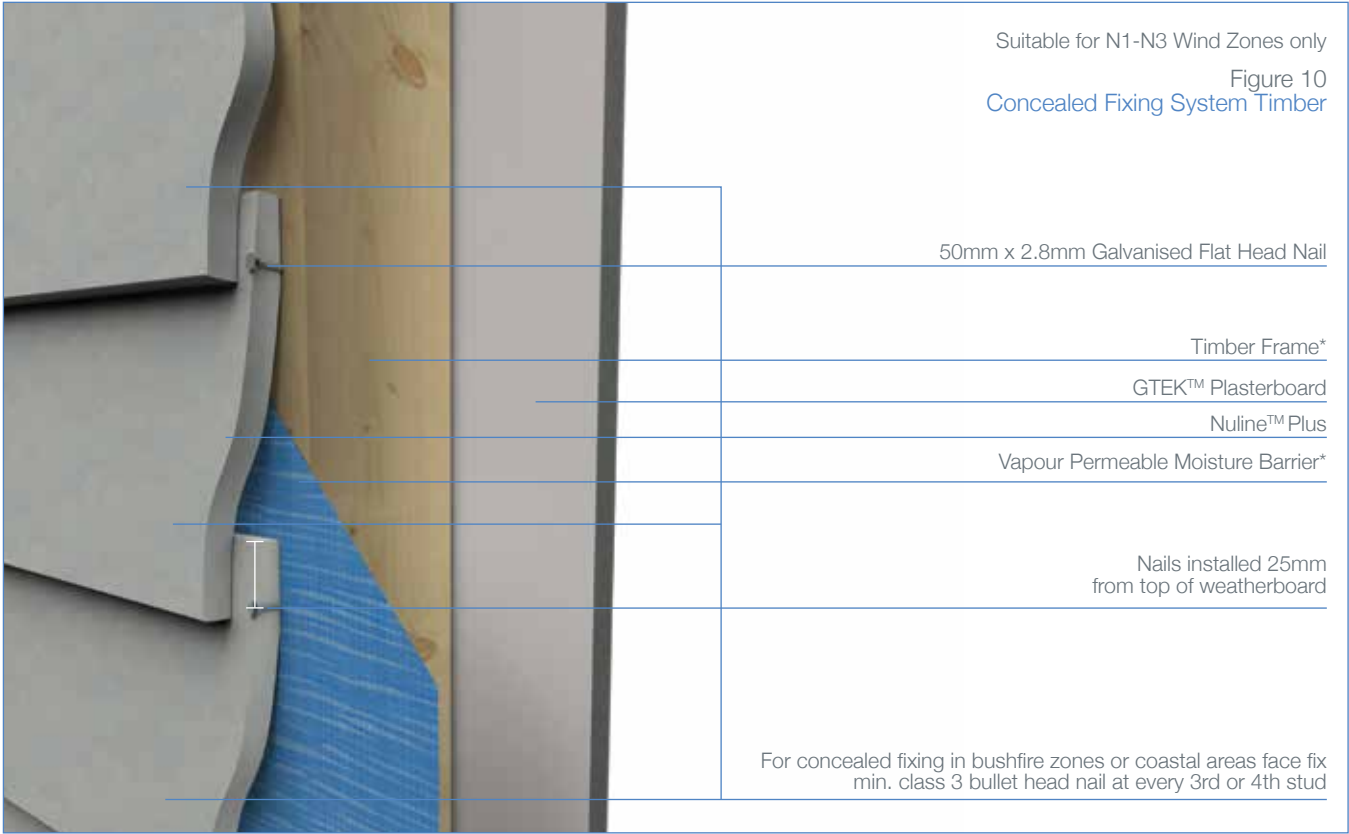 Suitable for N1-N3 Wind Zones only
Figure 10
Concealed Fixing System Timber
50mm x 2.8mm Galvanised Flat Head Nail
Timber Frame*
GTEK™ Plasterboard
Nuline™ Plus
Vapour Permeable Moisture Barrier*
Nails installed 25mm
from top of weatherboard
For concealed fixing in bushfire zones or coastal areas face fix
min. class 3 bullet head nail at every 3rd or 4th stud